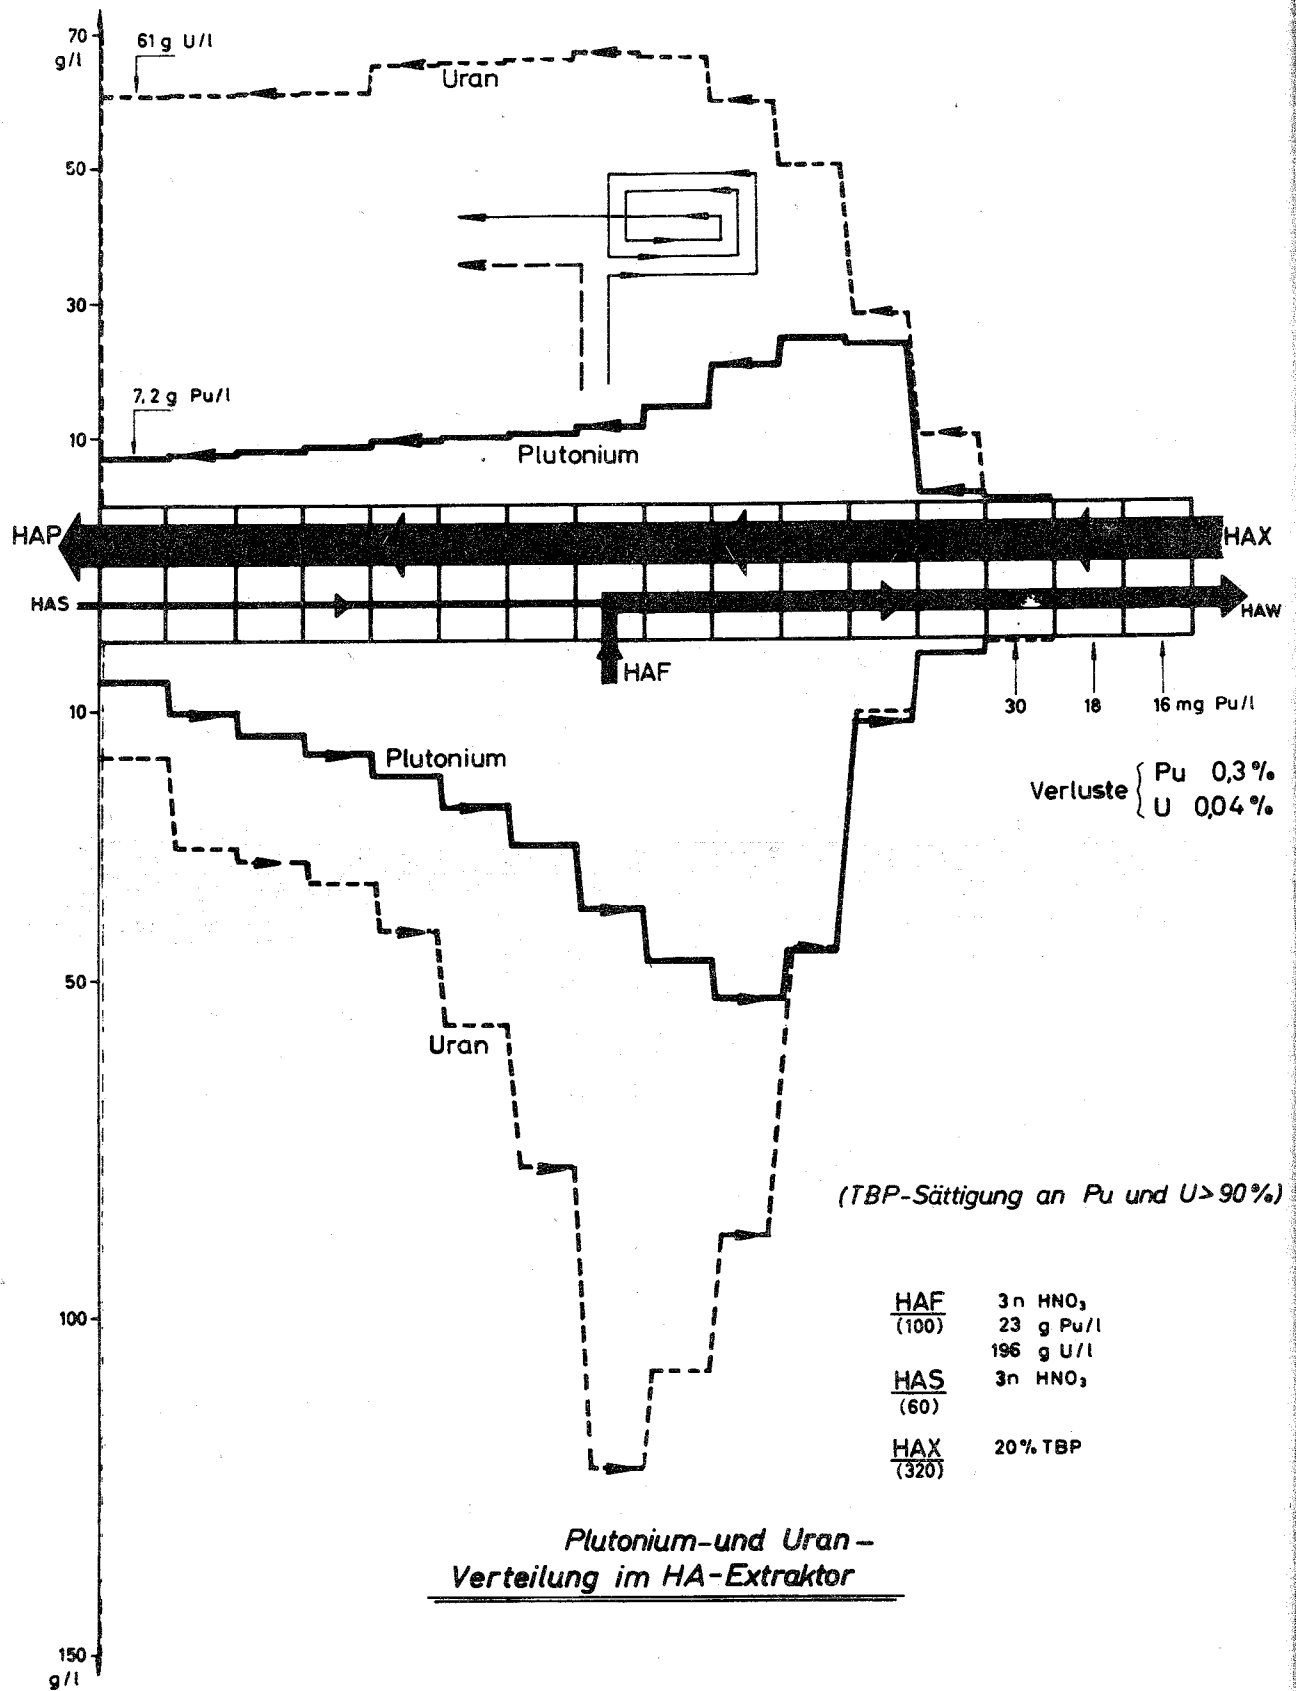 70
g/l
61 g U/l
Uran
50
30
7,2 g Pu/l
10
Plutonium
HAP
HAX
HAS
HAW
HAF
10
30
18
16 mg Pu/l
Plutonium
Verluste { Pu 0,3 %
U 0,04 %
50
Uran
(TBP-Sättigung an Pu und U > 90 %)
100
HAF 3n HNO₃
(100) 23 g Pu/l
196 g U/l
HAS 3n HNO₃
(60)
HAX 20% TBP
(320)
Plutonium-und Uran-
Verteilung im HA-Extraktor
150
g/l